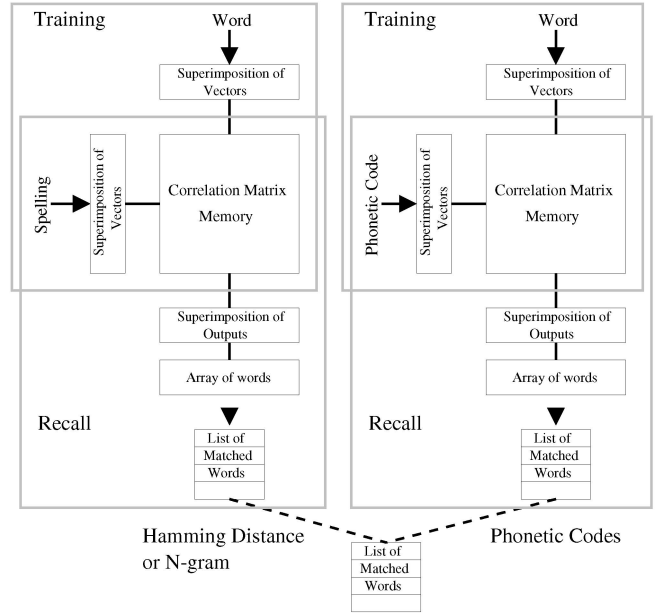 Training
Word
Superimposition of
Vectors
Spelling
Superimposition of
Vectors
Correlation Matrix
Memory
Superimposition of
Outputs
Array of words
Recall
List of
Matched
Words
Hamming Distance
or N-gram
Training
Word
Superimposition of
Vectors
Phonetic Code
Superimposition of
Vectors
Correlation Matrix
Memory
Superimposition of
Outputs
Array of words
Recall
List of
Matched
Words
Phonetic Codes
List of
Matched
Words